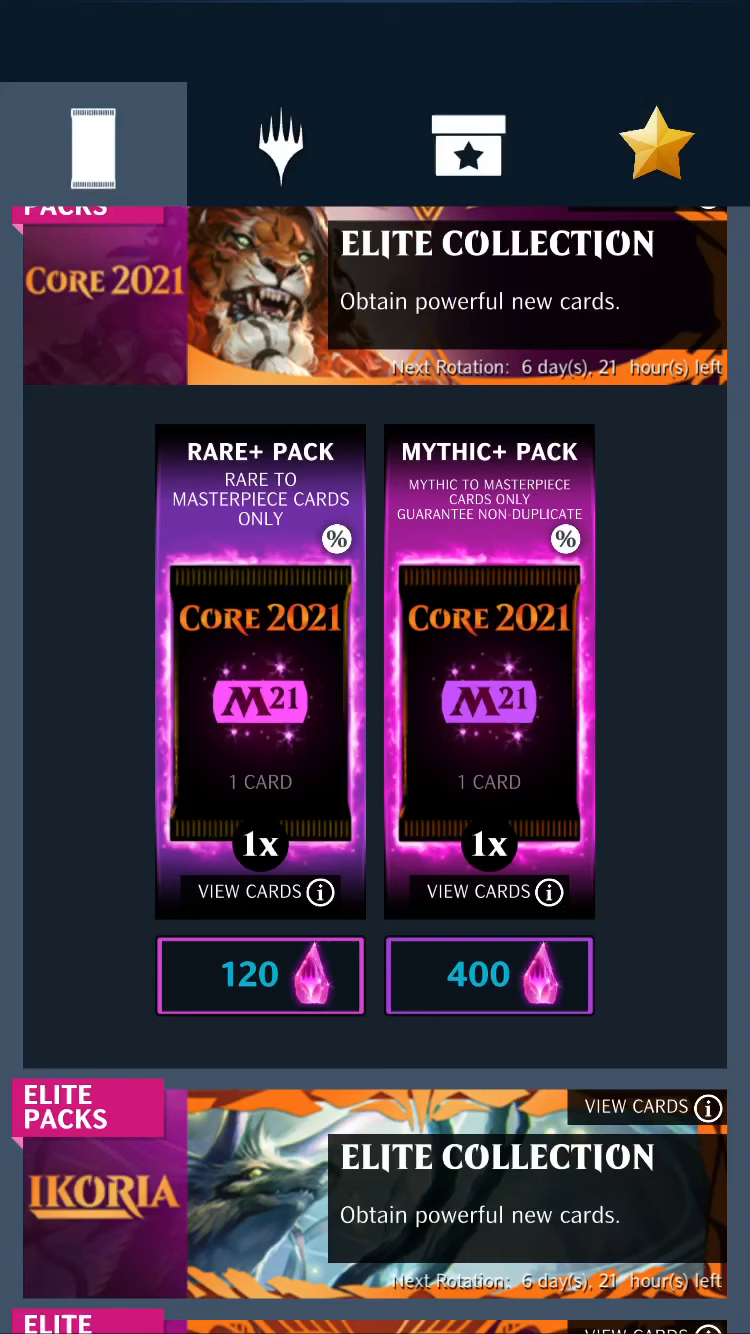 PACKS
CORE 2021
ELITE COLLECTION
Obtain powerful new cards.
Next Rotation: 6 day(s), 21 hour(s) left
RARE+ PACK
RARE TO
MASTERPIECE CARDS
ONLY
%
CORE 2021
M21
1 CARD
1x
VIEW CARDS i
120
MYTHIC+ PACK
MYTHIC TO MASTERPIECE
CARDS ONLY
GUARANTEE NON-DUPLICATE
%
CORE 2021
M21
1 CARD
1x
VIEW CARDS i
400
ELITE
PACKS
VIEW CARDS i
IKORIA
ELITE COLLECTION
Obtain powerful new cards.
Next Rotation: 6 day(s), 21 hour(s) left
ELITE
VIEW CARDS